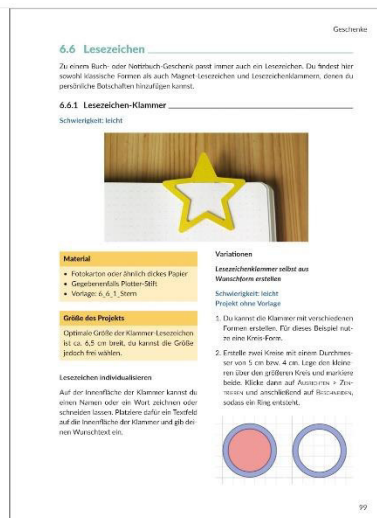 Geschenke
6.6 Lesezeichen
Zu einem Buch- oder Notizbuch-Geschenk passt immer auch ein Lesezeichen. Du findest hier
sowohl klassische Formen als auch Magnet-Lesezeichen und Lesezeichenklammern, denen du
persönliche Botschaften hinzufügen kannst.
6.6.1 Lesezeichen-Klammer
Schwierigkeit: leicht
Material
• Fotokarton oder ähnlich dickes Papier
• Gegebenenfalls Plotter-Stift
• Vorlage: 6_6_1_Stern
Größe des Projekts
Optimale Größe der Klammer-Lesezeichen
ist ca. 6,5 cm breit, du kannst die Größe
jedoch frei wählen.
Lesezeichen individualisieren
Auf der Innenfläche der Klammer kannst du
einen Namen oder ein Wort zeichnen oder
schneiden lassen. Platziere dafür ein Textfeld
auf die Innenfläche der Klammer und gib dei-
nen Wunschtext ein.
Variationen
Lesezeichenklammer selbst aus
Wunschform erstellen
Schwierigkeit: leicht
Projekt ohne Vorlage
1. Du kannst die Klammer mit verschiedenen
Formen erstellen. Für dieses Beispiel nut-
ze eine Kreis-Form.
2. Erstelle zwei Kreise mit einem Durchmes-
ser von 5 cm bzw. 4 cm. Lege den kleine-
ren über den größeren Kreis und markiere
beide. Klicke dann auf Ausrichten > Zen-
trieren und anschließend auf Beschneiden,
sodass ein Ring entsteht.
99